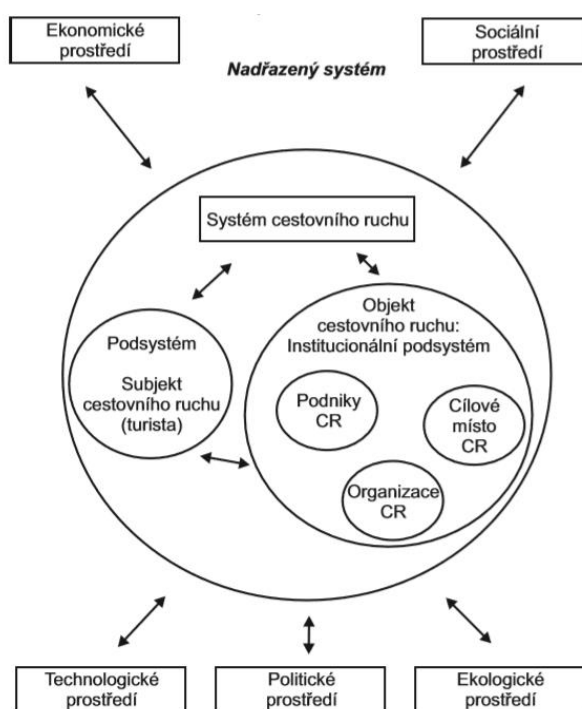 Ekonomické
prostředí
Sociální
prostředí
Nadřazený systém
Systém cestovního ruchu
Podsystém
Subjekt
cestovního ruchu
(turista)
Objekt
cestovního ruchu:
Institucionální podsystém
Podniky
CR
Cílové
místo
CR
Organizace
CR
Technologické
prostředí
Politické
prostředí
Ekologické
prostředí